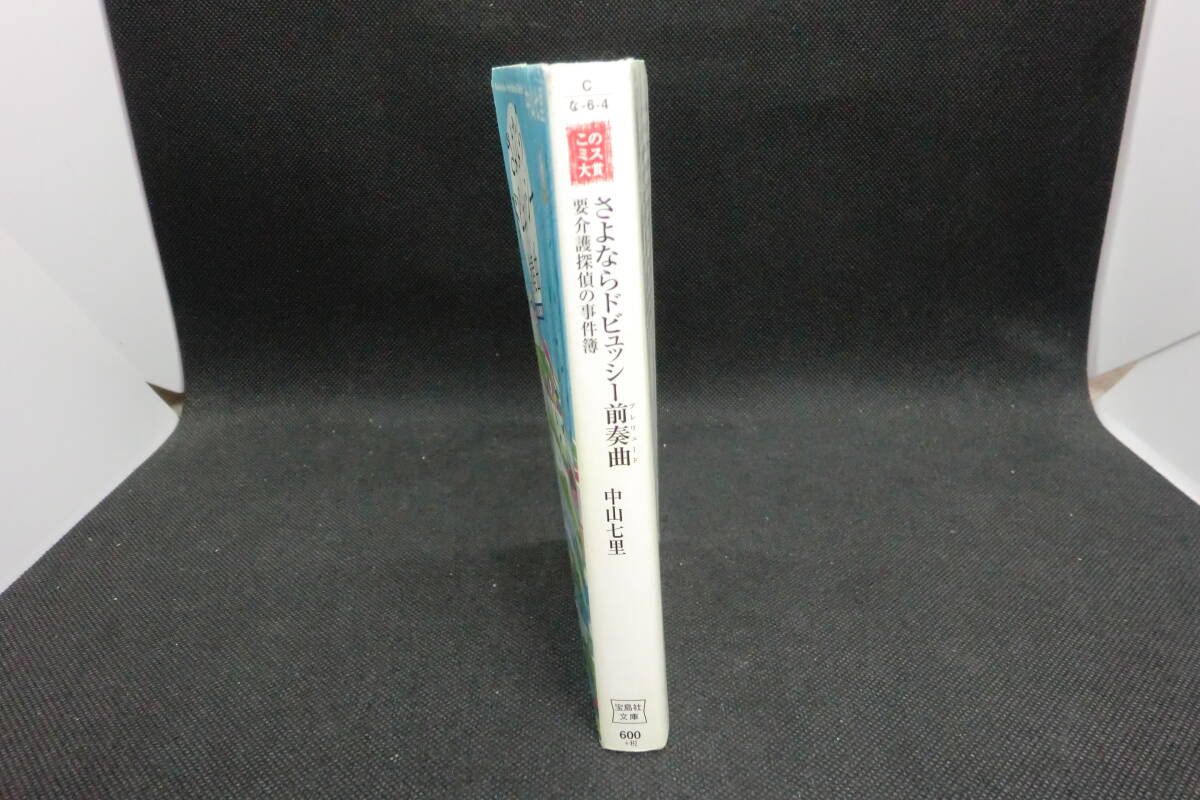 C
な-6-4
この
ミス
大賞
さよならドビュッシー前奏曲
プレリュード
要介護探偵の事件簿
中山七里
宝島社
文庫
600
+税